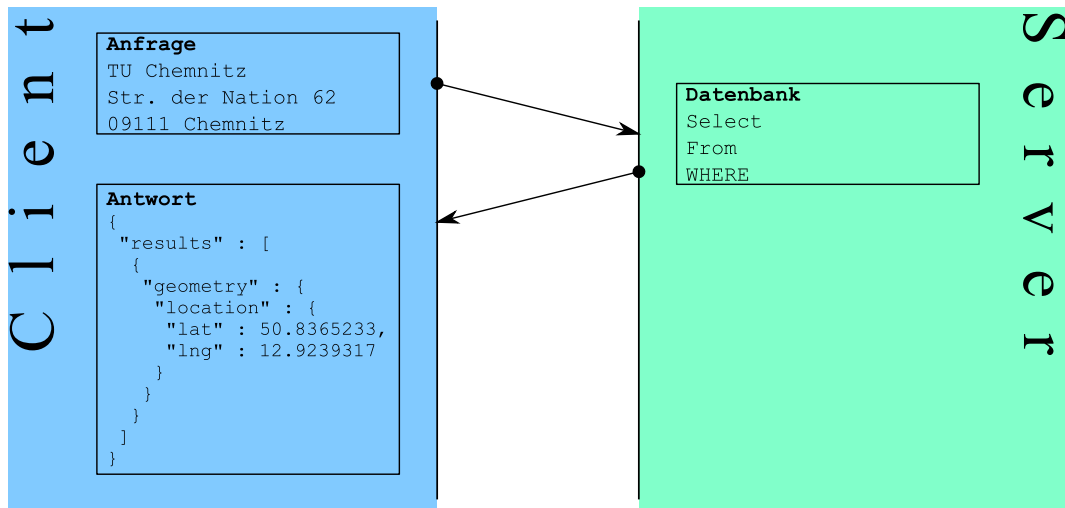 Client
Anfrage
TU Chemnitz
Str. der Nation 62
09111 Chemnitz
Antwort
{
"results" : [
{
"geometry" : {
"location" : {
"lat" : 50.8365233,
"lng" : 12.9239317
}
}
}
]
}
Datenbank
Select
From
WHERE
Server